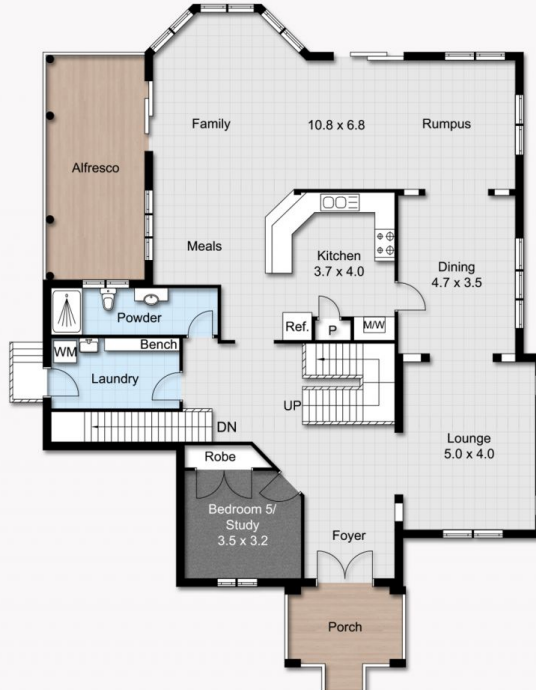 Family
10.8 x 6.8
Rumpus
Alfresco
Meals
Kitchen
3.7 x 4.0
Dining
4.7 x 3.5
Powder
Ref.
P
M/W
WM
Bench
Laundry
UP
DN
Lounge
5.0 x 4.0
Robe
Bedroom 5/
Study
3.5 x 3.2
Foyer
Porch